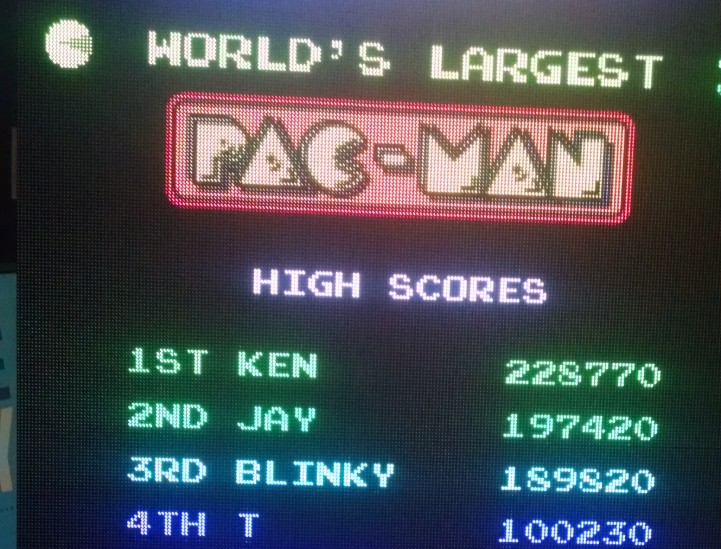 WORLD'S LARGEST
PAC-MAN
HIGH SCORES
1ST KEN 228770
2ND JAY 197420
3RD BLINKY 189820
4TH T 100230